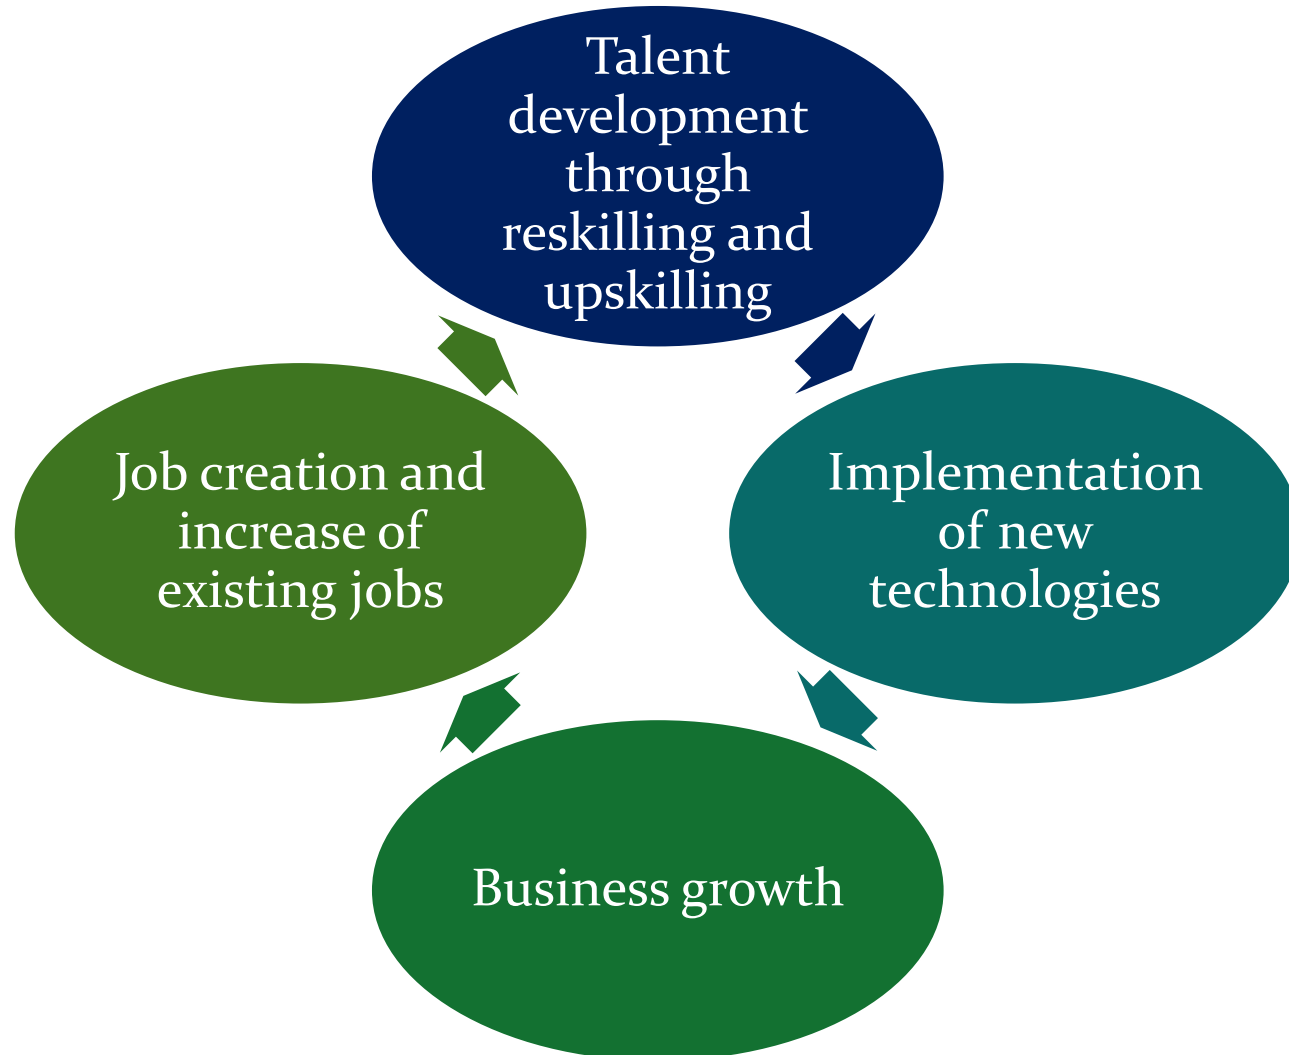 Talent
development
through
reskilling and
upskilling
Job creation and
increase of
existing jobs
Implementation
of new
technologies
Business growth